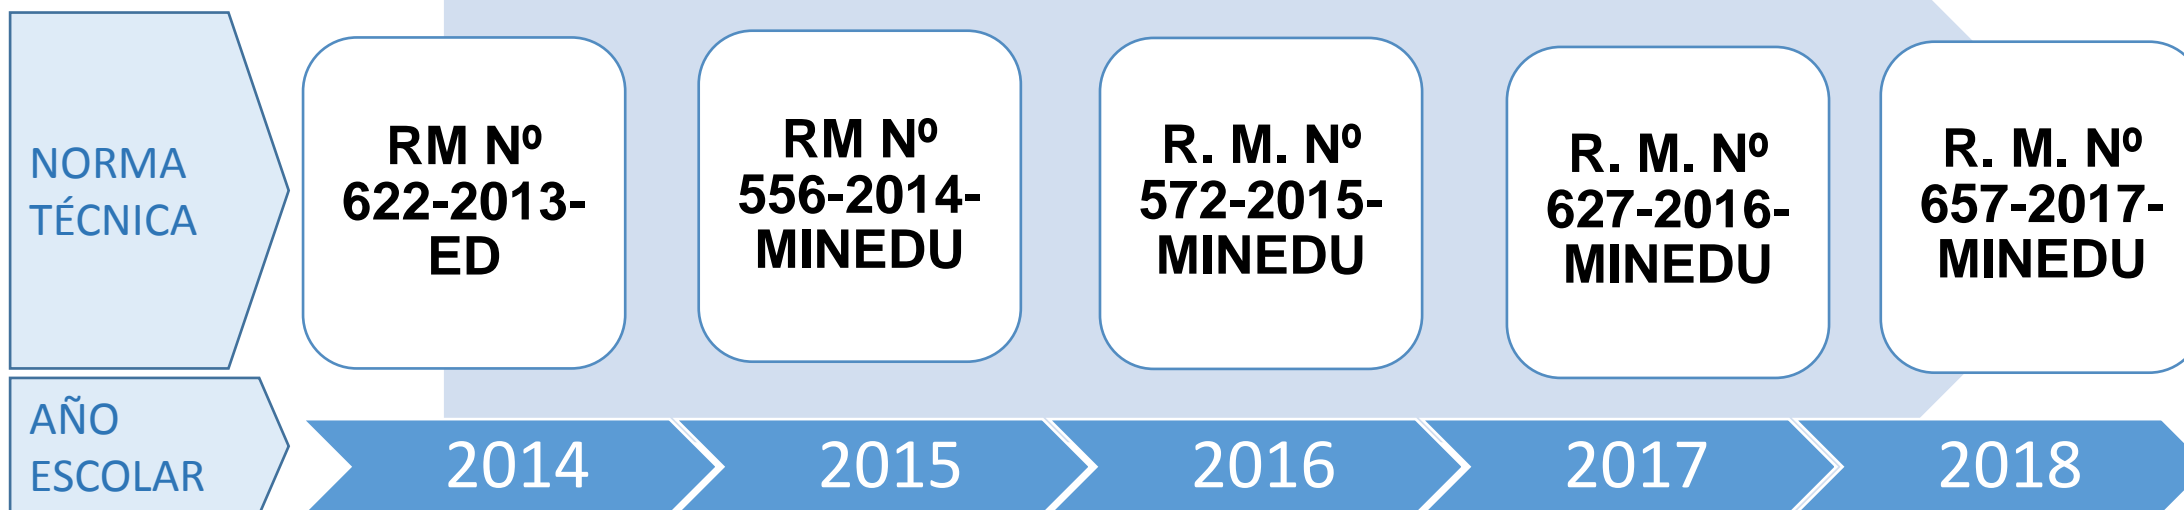 NORMA
TÉCNICA
RM Nº
622-2013-
ED
RM Nº
556-2014-
MINEDU
R. M. Nº
572-2015-
MINEDU
R. M. Nº
627-2016-
MINEDU
R. M. Nº
657-2017-
MINEDU
AÑO
ESCOLAR
2014
2015
2016
2017
2018